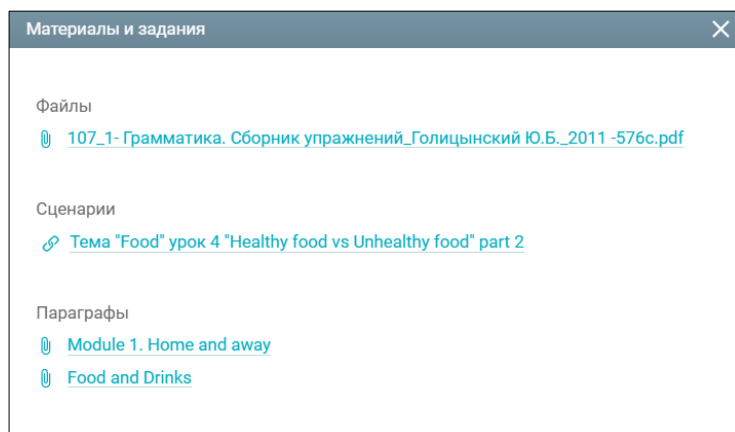 Материалы и задания
Файлы
107_1- Грамматика. Сборник упражнений_Голицынский Ю.Б._2011 -576с.pdf
Сценарии
Тема "Food" урок 4 "Healthy food vs Unhealthy food" part 2
Параграфы
Module 1. Home and away
Food and Drinks